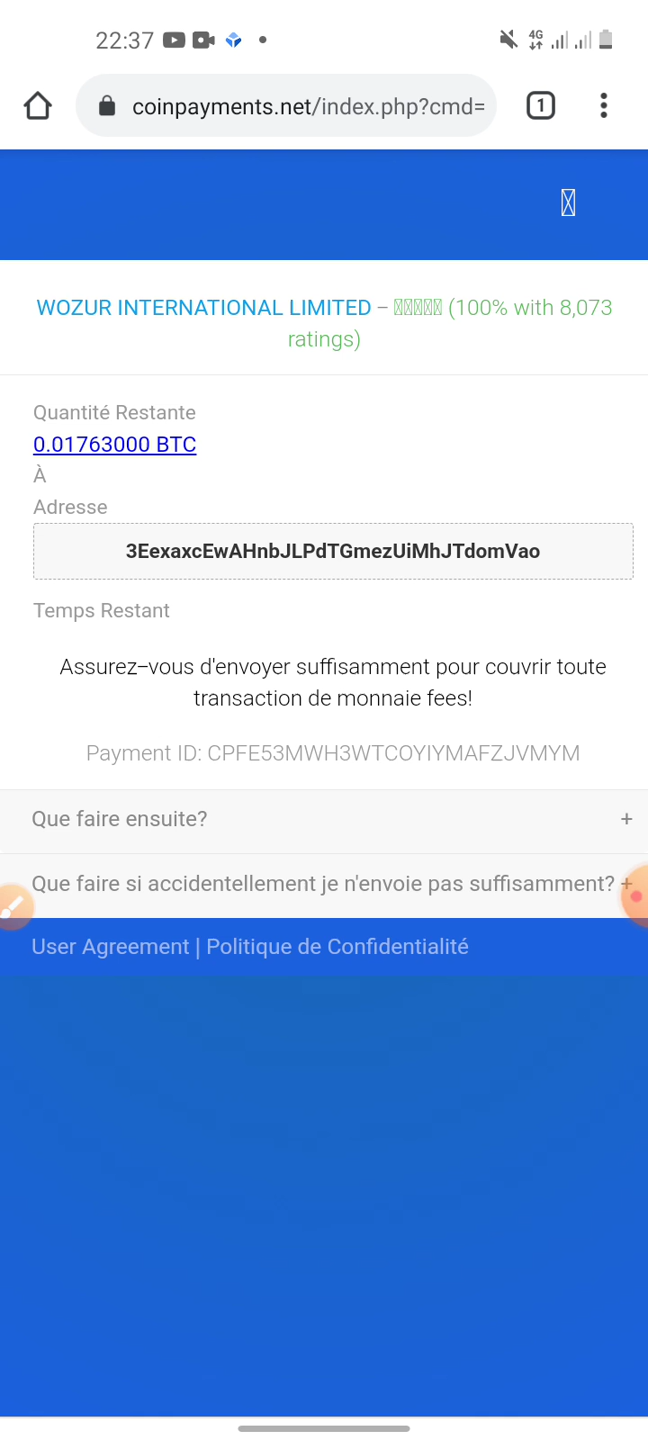 22:37
4G
coinpayments.net/index.php?cmd=
1
WOZUR INTERNATIONAL LIMITED – (100% with 8,073
ratings)
Quantité Restante
0.01763000 BTC
À
Adresse
3EexaxcEwAHnbJLPdTGmezUiMhJTdomVao
Temps Restant
Assurez-vous d'envoyer suffisamment pour couvrir toute
transaction de monnaie fees!
Payment ID: CPFE53MWH3WTCOYIYMAFZJVMYM
Que faire ensuite? +
Que faire si accidentellement je n'envoie pas suffisamment? +
User Agreement | Politique de Confidentialité